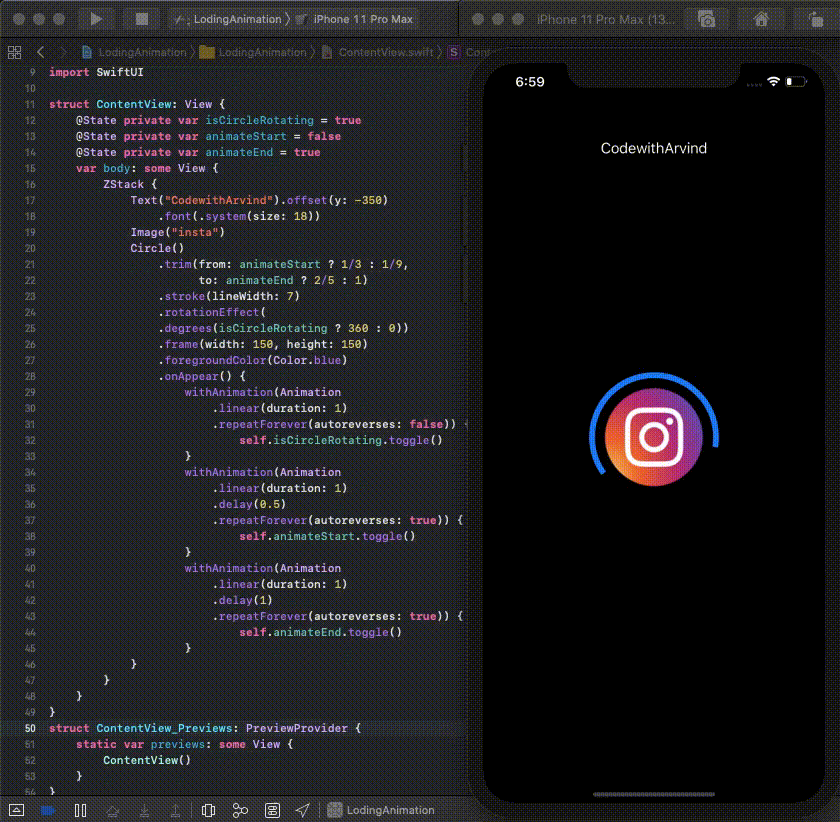 LodingAnimation 〉 iPhone 11 Pro Max
iPhone 11 Pro Max (13...
LodingAnimation 〉 LodingAnimation 〉 ContentView.swift 〉 S
9 import SwiftUI
10
11 struct ContentView: View {
12 @State private var isCircleRotating = true
13 @State private var animateStart = false
14 @State private var animateEnd = true
15 var body: some View {
16 ZStack {
17 Text("CodewithArvind").offset(y: -350)
18 .font(.system(size: 18))
19 Image("insta")
20 Circle()
21 .trim(from: animateStart ? 1/3 : 1/9,
22 to: animateEnd ? 2/5 : 1)
23 .stroke(lineWidth: 7)
24 .rotationEffect(
25 .degrees(isCircleRotating ? 360 : 0))
26 .frame(width: 150, height: 150)
27 .foregroundColor(Color.blue)
28 .onAppear() {
29 withAnimation(Animation
30 .linear(duration: 1)
31 .repeatForever(autoreverses: false)) {
32 self.isCircleRotating.toggle()
33 }
34 withAnimation(Animation
35 .linear(duration: 1)
36 .delay(0.5)
37 .repeatForever(autoreverses: true)) {
38 self.animateStart.toggle()
39 }
40 withAnimation(Animation
41 .linear(duration: 1)
42 .delay(1)
43 .repeatForever(autoreverses: true)) {
44 self.animateEnd.toggle()
45 }
46 }
47 }
48 }
49 }
50 struct ContentView_Previews: PreviewProvider {
51 static var previews: some View {
52 ContentView()
53 }
54 }
LodingAnimation
6:59
CodewithArvind